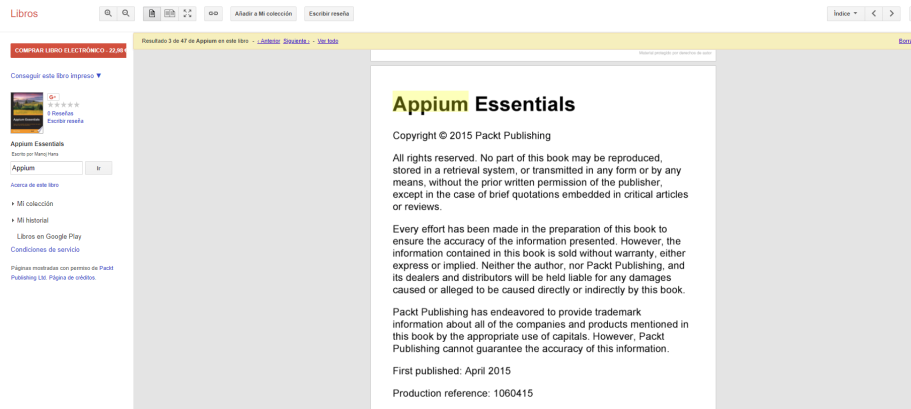 Libros
Añadir a Mi colección
Escribir reseña
Índice
COMPRAR LIBRO ELECTRÓNICO - 22,98 €
Resultado 3 de 47 de Appium en este libro - ‹ Anterior Siguiente › - Ver todo
Borra
Material protegido por derechos de autor
Conseguir este libro impreso ▼
G+
0 Reseñas
Escribir reseña
Appium Essentials
Escrito por Manoj Hans
Appium
Ir
Acerca de este libro
Mi colección
Mi historial
Libros en Google Play
Condiciones de servicio
Páginas mostradas con permiso de Packt
Publishing Ltd. Página de créditos.
Appium Essentials
Copyright © 2015 Packt Publishing
All rights reserved. No part of this book may be reproduced,
stored in a retrieval system, or transmitted in any form or by any
means, without the prior written permission of the publisher,
except in the case of brief quotations embedded in critical articles
or reviews.
Every effort has been made in the preparation of this book to
ensure the accuracy of the information presented. However, the
information contained in this book is sold without warranty, either
express or implied. Neither the author, nor Packt Publishing, and
its dealers and distributors will be held liable for any damages
caused or alleged to be caused directly or indirectly by this book.
Packt Publishing has endeavored to provide trademark
information about all of the companies and products mentioned in
this book by the appropriate use of capitals. However, Packt
Publishing cannot guarantee the accuracy of this information.
First published: April 2015
Production reference: 1060415